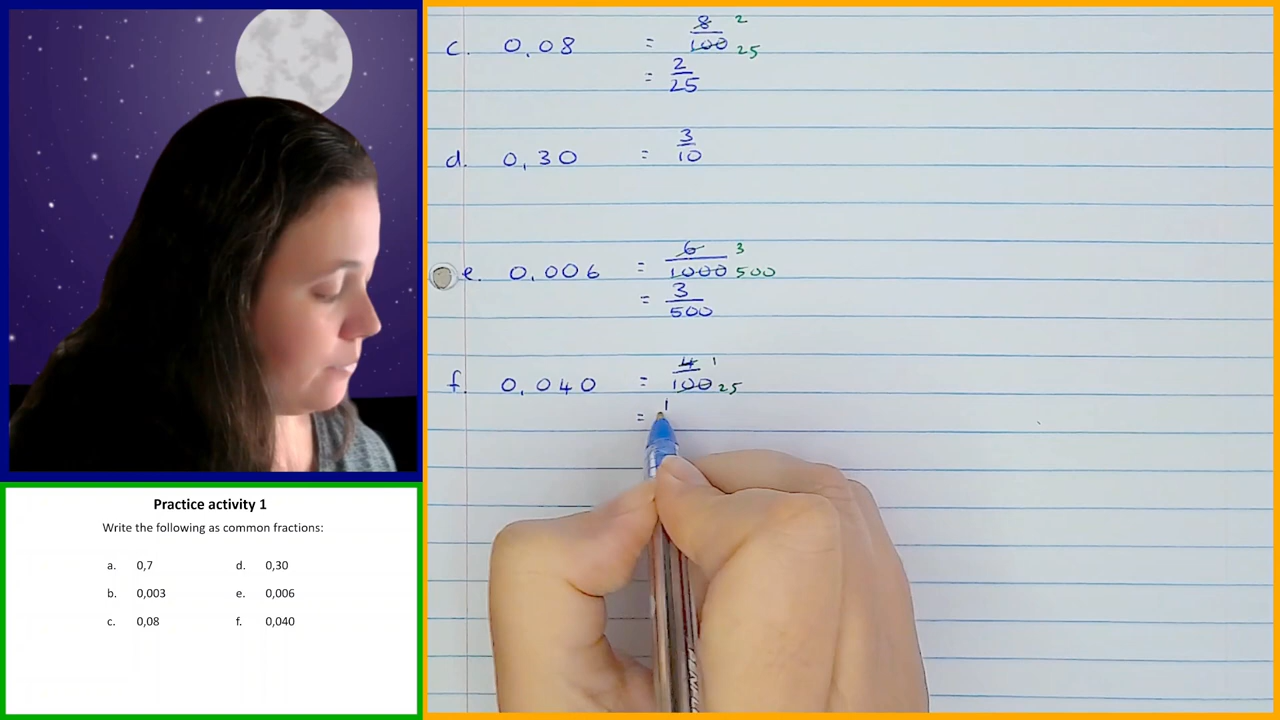 c. 0,08 = 8/100 2 25
= 2/25
d. 0,30 = 3/10
e. 0,006 = 6/1000 3 500
= 3/500
f. 0,040 = 4/100 1 25
= 1
Practice activity 1
Write the following as common fractions:
a. 0,7 d. 0,30
b. 0,003 e. 0,006
c. 0,08 f. 0,040